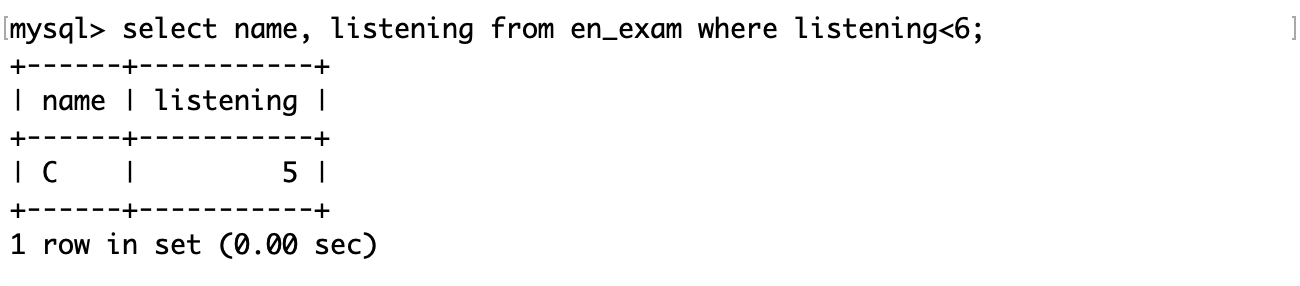 [mysql> select name, listening from en_exam where listening<6; ]
+------+-----------+
| name | listening |
+------+-----------+
| C    |         5 |
+------+-----------+
1 row in set (0.00 sec)